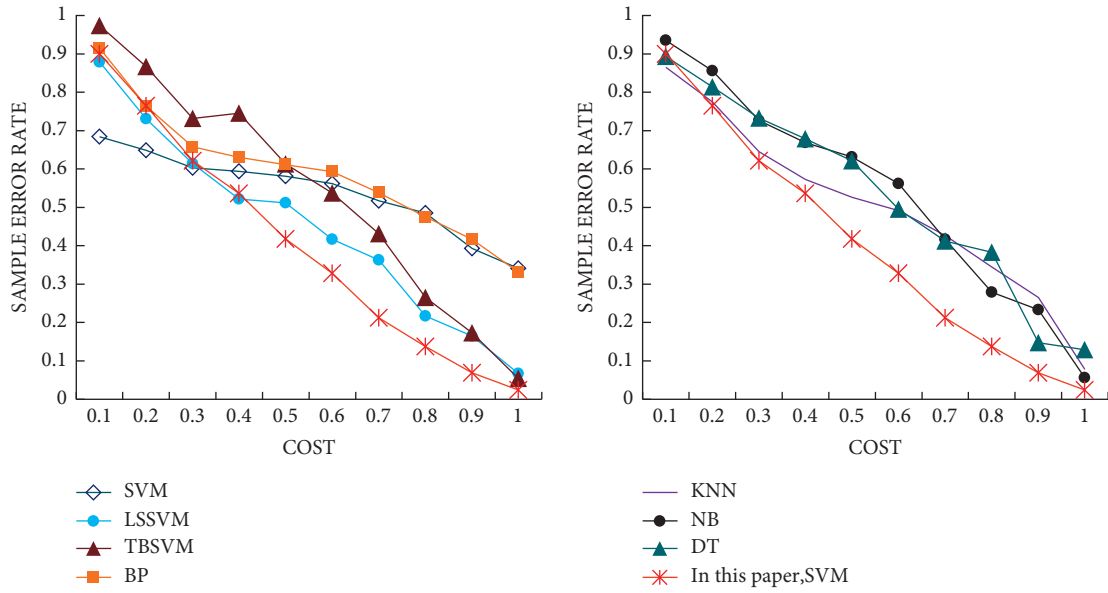 SAMPLE ERROR RATE
1
0.9
0.8
0.7
0.6
0.5
0.4
0.3
0.2
0.1
0
0.1 0.2 0.3 0.4 0.5 0.6 0.7 0.8 0.9 1
COST
SVM
LSSVM
TBSVM
BP
SAMPLE ERROR RATE
1
0.9
0.8
0.7
0.6
0.5
0.4
0.3
0.2
0.1
0
0.1 0.2 0.3 0.4 0.5 0.6 0.7 0.8 0.9 1
COST
KNN
NB
DT
In this paper,SVM